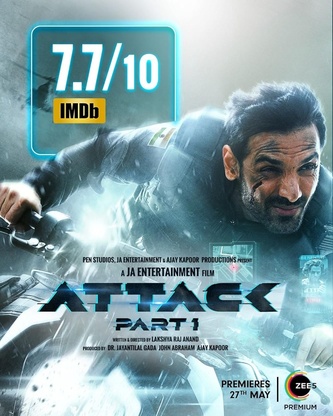 7.7/10
IMDb
PEN STUDIOS, JA ENTERTAINMENT & AJAY KAPOOR PRODUCTIONS PRESENT
A JA ENTERTAINMENT FILM
ATTACK
PART 1
WRITTEN & DIRECTED BY LAKSHYA RAJ ANAND
PRODUCED BY DR. JAYANTILAL GADA JOHN ABRAHAM AJAY KAPOOR
PREMIERES
27TH MAY
ZEE5
PREMIUM